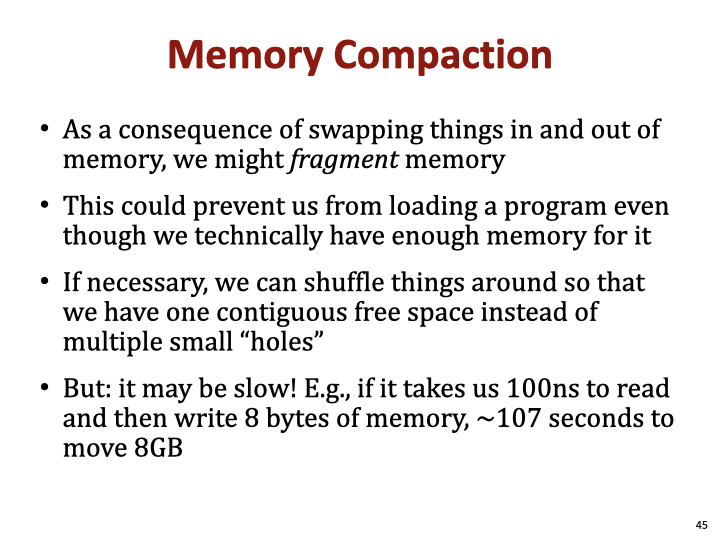 Memory Compaction
• As a consequence of swapping things in and out of
memory, we might fragment memory
• This could prevent us from loading a program even
though we technically have enough memory for it
• If necessary, we can shuffle things around so that
we have one contiguous free space instead of
multiple small “holes”
• But: it may be slow! E.g., if it takes us 100ns to read
and then write 8 bytes of memory, ~107 seconds to
move 8GB
45